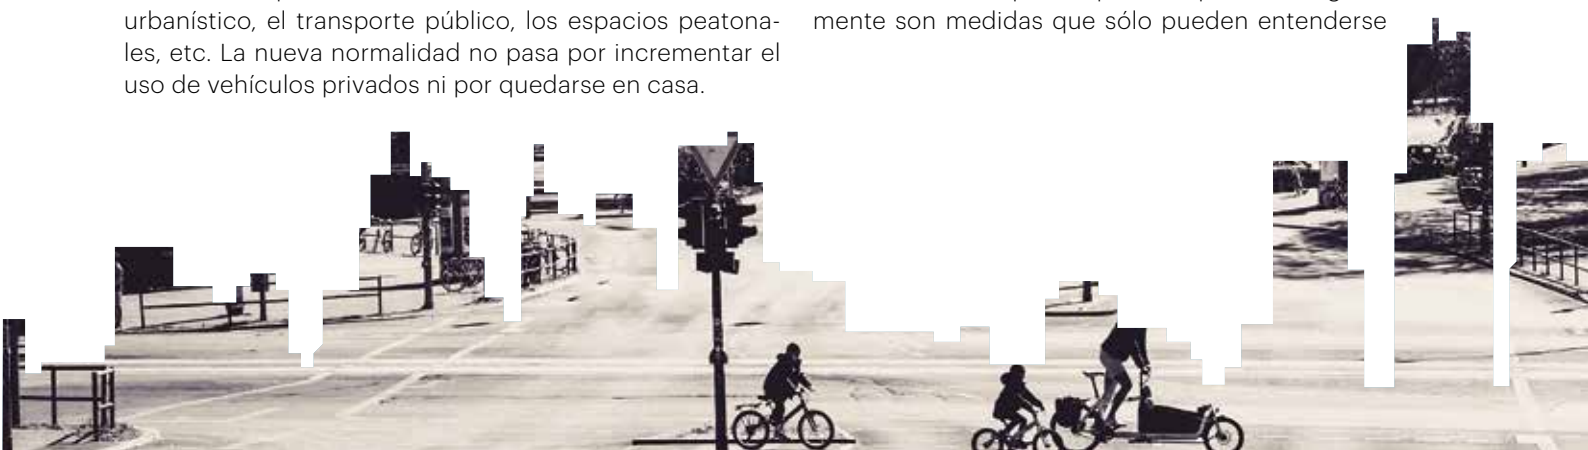 urbanístico, el transporte público, los espacios peatona-
les, etc. La nueva normalidad no pasa por incrementar el
uso de vehículos privados ni por quedarse en casa.
mente son medidas que sólo pueden entenderse